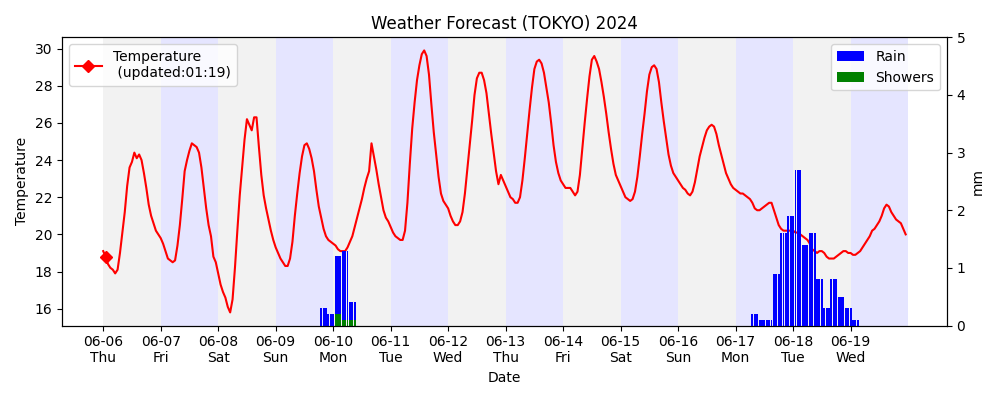 Weather Forecast (TOKYO) 2024
Temperature
(updated:01:19)
Rain
Showers
Temperature
30
28
26
24
22
20
18
16
5
4
3
2
1
0
mm
06-06 06-07 06-08 06-09 06-10 06-11 06-12 06-13 06-14 06-15 06-16 06-17 06-18 06-19
Thu Fri Sat Sun Mon Tue Wed Thu Fri Sat Sun Mon Tue Wed
Date